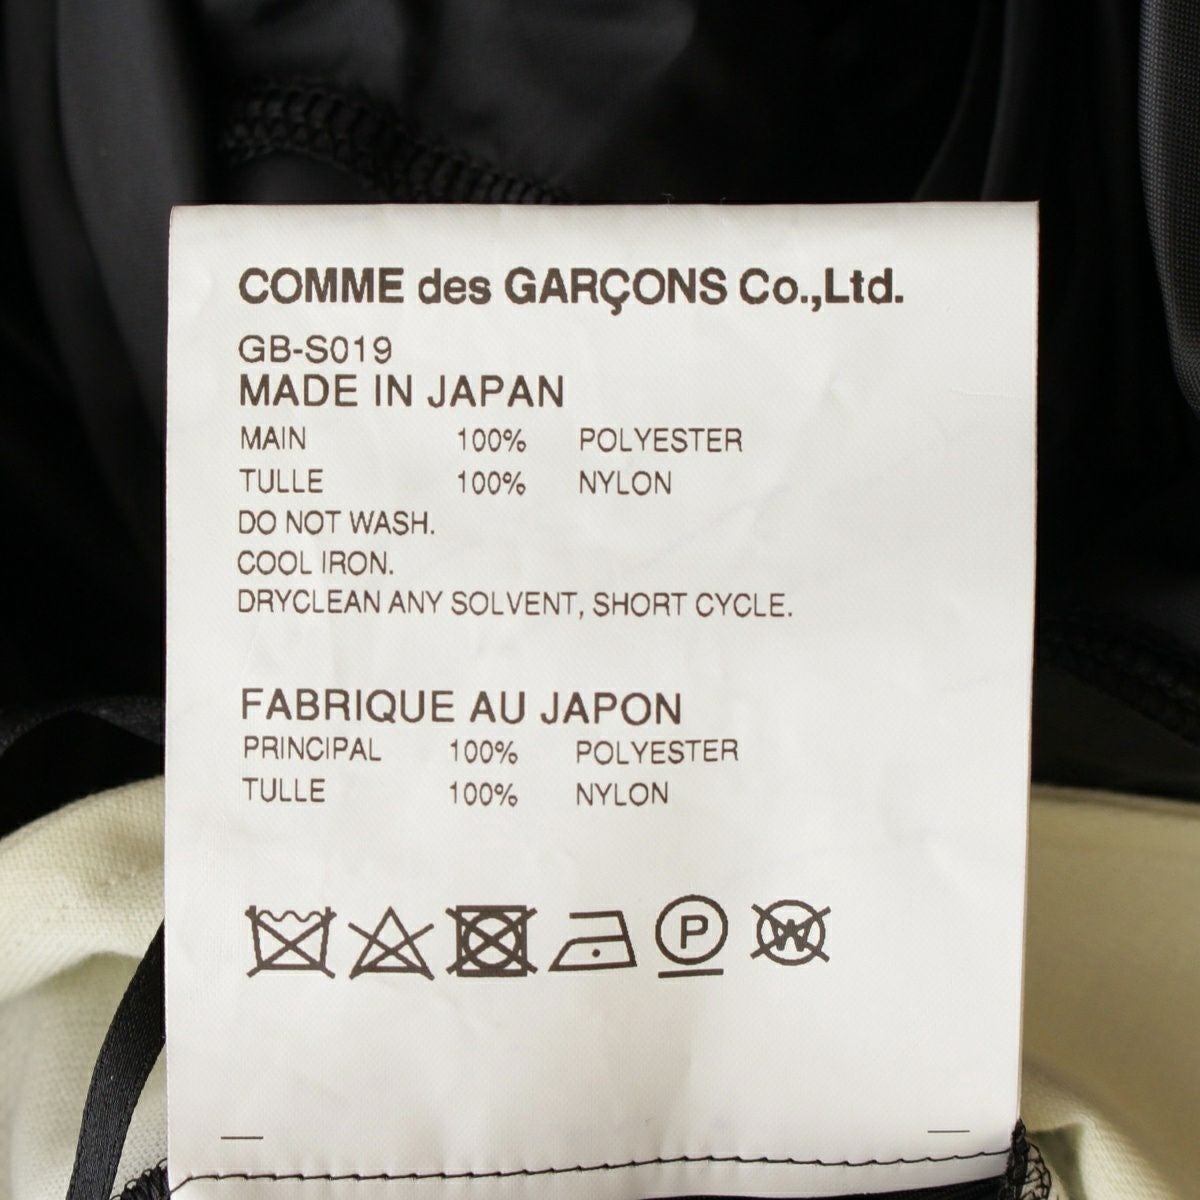 COMME des GARÇONS Co.,Ltd.
GB-S019
MADE IN JAPAN
MAIN 100% POLYESTER
TULLE 100% NYLON
DO NOT WASH.
COOL IRON.
DRYCLEAN ANY SOLVENT, SHORT CYCLE.
FABRIQUE AU JAPON
PRINCIPAL 100% POLYESTER
TULLE 100% NYLON
P W